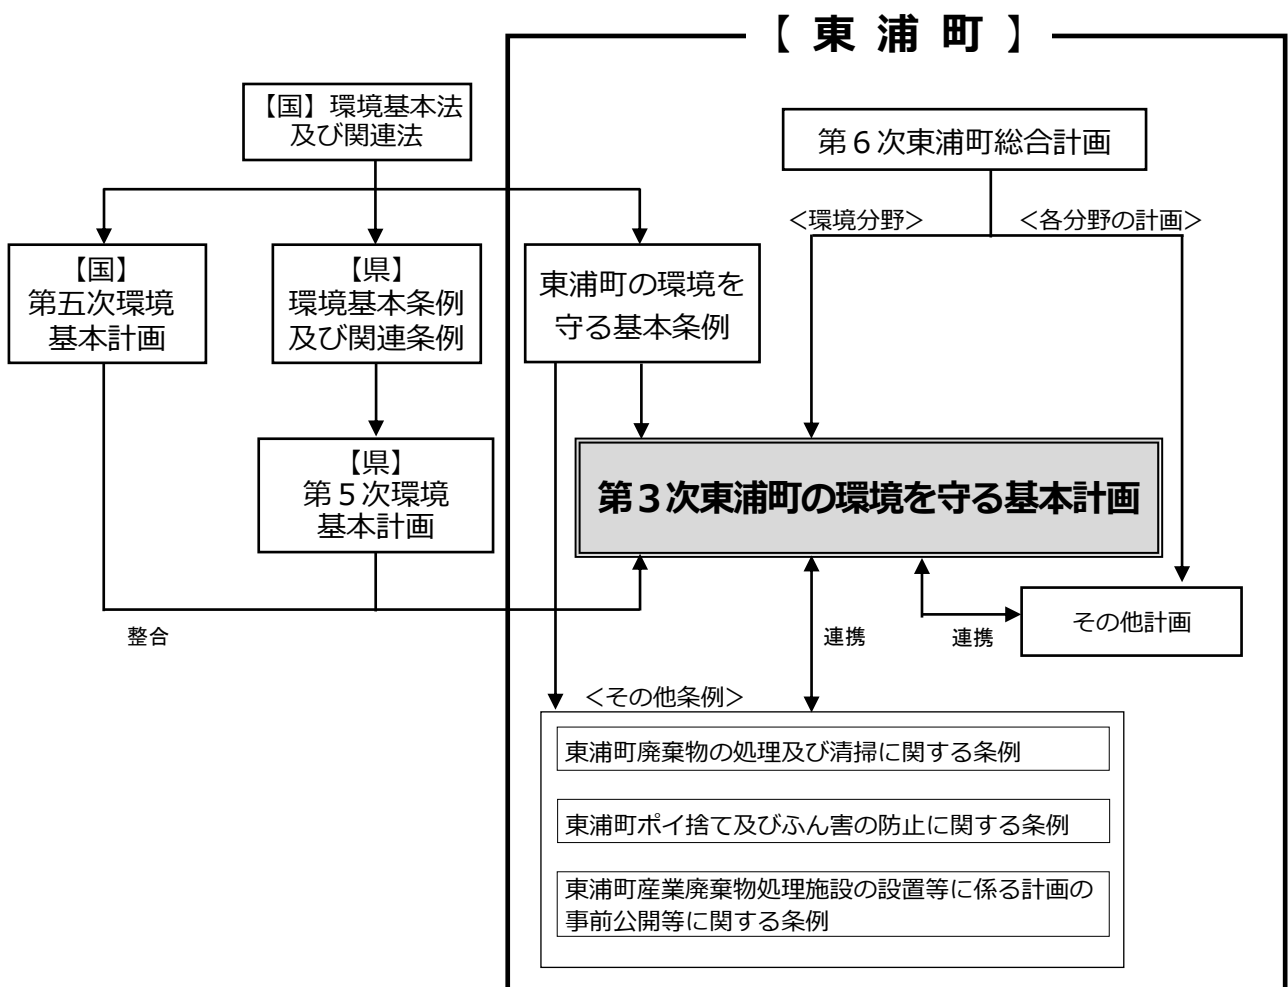 【 東 浦 町 】
【国】環境基本法
及び関連法
第６次東浦町総合計画
＜環境分野＞
＜各分野の計画＞
【国】
第五次環境
基本計画
【県】
環境基本条例
及び関連条例
東浦町の環境を
守る基本条例
【県】
第５次環境
基本計画
第３次東浦町の環境を守る基本計画
整合
連携
連携
その他計画
＜その他条例＞
東浦町廃棄物の処理及び清掃に関する条例
東浦町ポイ捨て及びふん害の防止に関する条例
東浦町産業廃棄物処理施設の設置等に係る計画の
事前公開等に関する条例